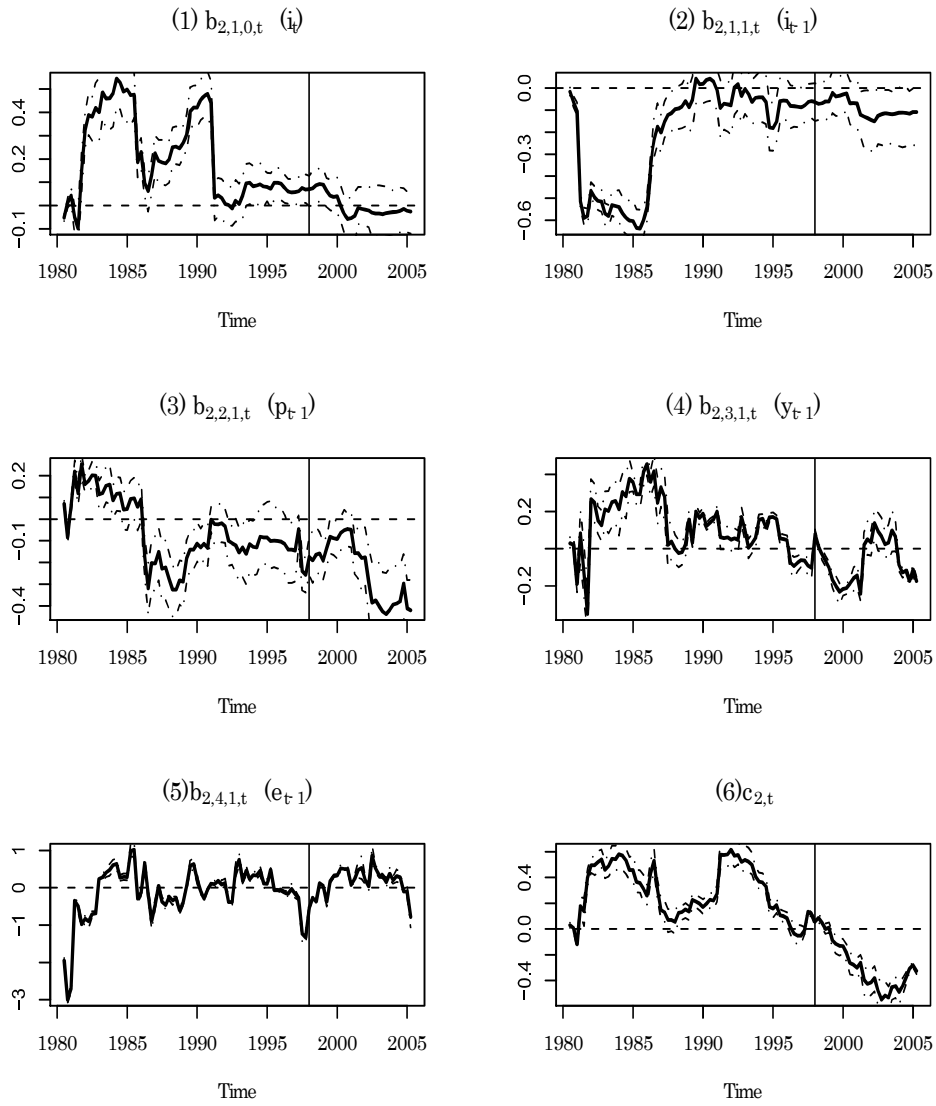 (1) b2,1,0,t (it)
(2) b2,1,1,t (it-1)
−0.1 0.2 0.4
−0.6 −0.3 0.0
1980 1985 1990 1995 2000 2005
1980 1985 1990 1995 2000 2005
Time
Time
(3) b2,2,1,t (pt-1)
(4) b2,3,1,t (yt-1)
−0.4 −0.1 0.2
−0.2 0.2
1980 1985 1990 1995 2000 2005
1980 1985 1990 1995 2000 2005
Time
Time
(5)b2,4,1,t (et-1)
(6)c2,t
−3 −1 0 1
−0.4 0.0 0.4
1980 1985 1990 1995 2000 2005
1980 1985 1990 1995 2000 2005
Time
Time